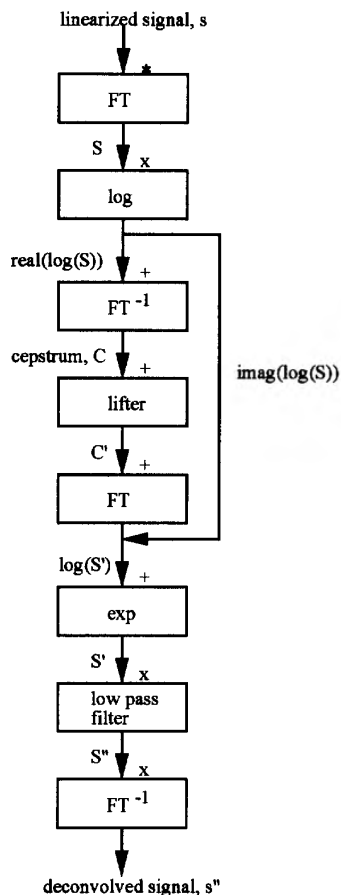 linearized signal, s
*
FT
S
x
log
real(log(S))
+
FT -1
cepstrum, C
+
imag(log(S))
lifter
C'
+
FT
log(S')
+
exp
S'
x
low pass
filter
S"
x
FT -1
deconvolved signal, s"